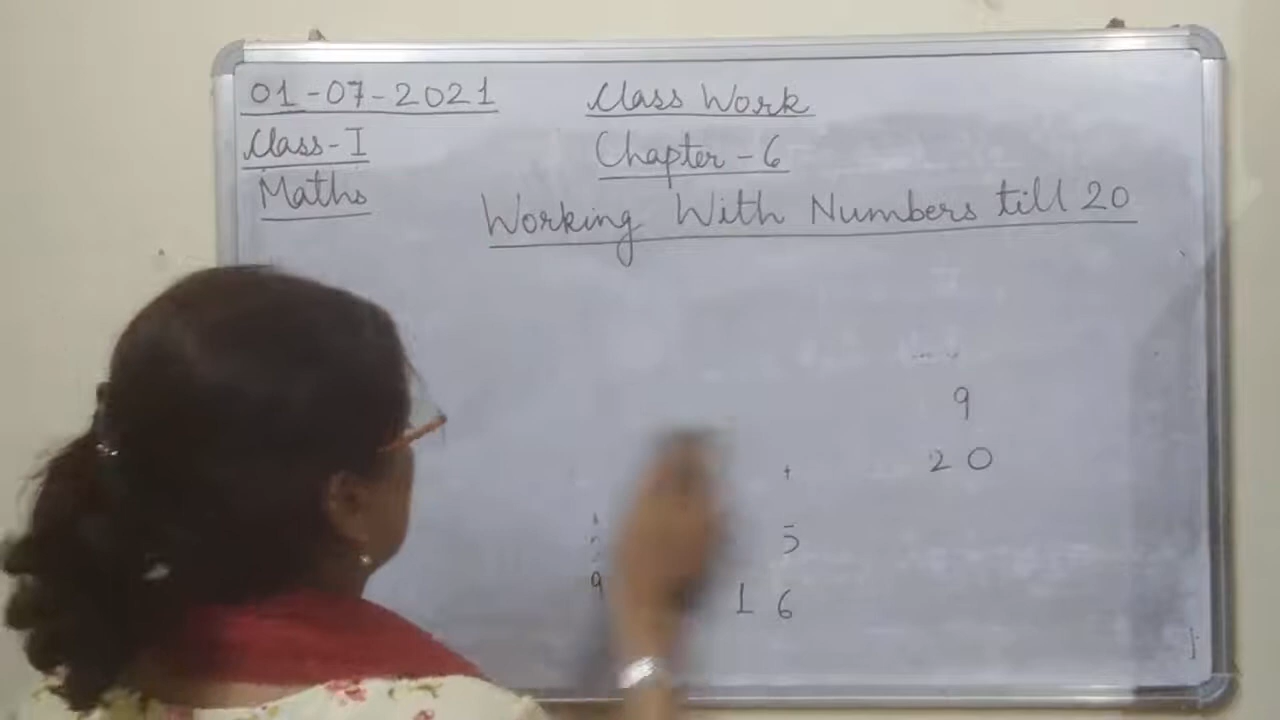 01-07-2021 Class Work
Class-I Chapter-6
Maths
Working With Numbers till 20
9
20
5
9 16